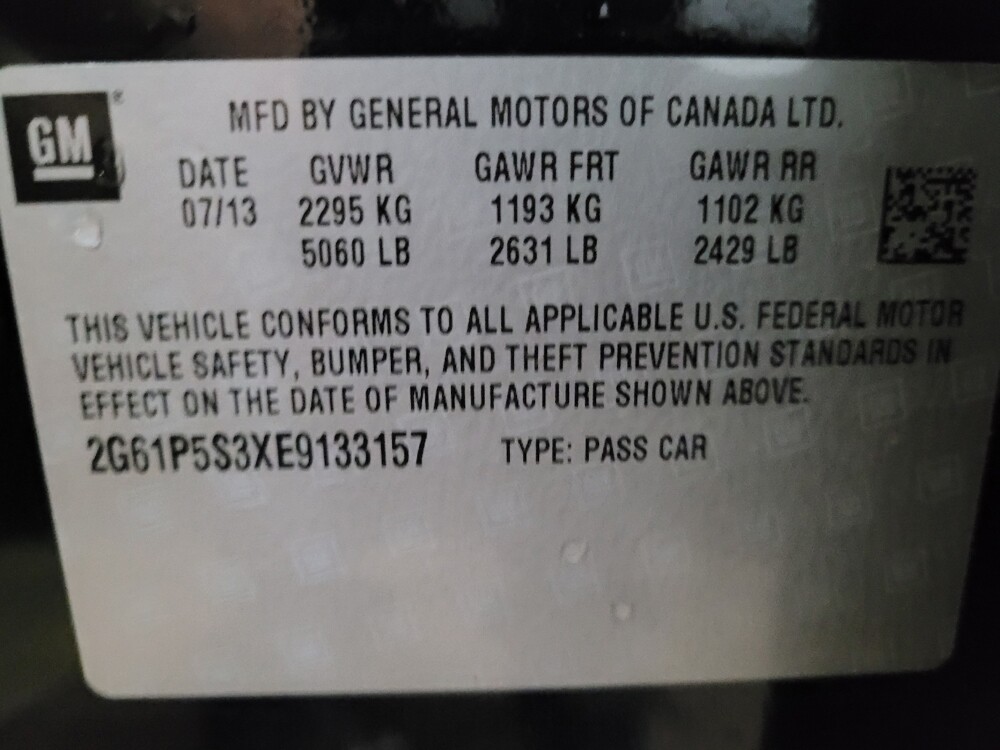 GM
MFD BY GENERAL MOTORS OF CANADA LTD.
DATE GVWR GAWR FRT GAWR RR
07/13 2295 KG 1193 KG 1102 KG
5060 LB 2631 LB 2429 LB
THIS VEHICLE CONFORMS TO ALL APPLICABLE U.S. FEDERAL MOTOR
VEHICLE SAFETY, BUMPER, AND THEFT PREVENTION STANDARDS IN
EFFECT ON THE DATE OF MANUFACTURE SHOWN ABOVE.
2G61P5S3XE9133157 TYPE: PASS CAR